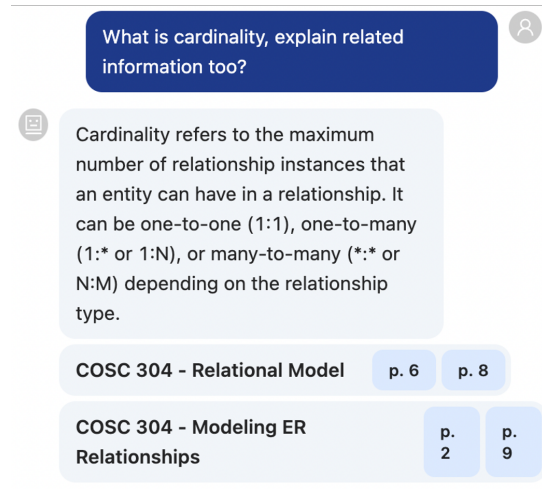 What is cardinality, explain related
information too?
Cardinality refers to the maximum
number of relationship instances that
an entity can have in a relationship. It
can be one-to-one (1:1), one-to-many
(1:* or 1:N), or many-to-many (*:* or
N:M) depending on the relationship
type.
COSC 304 - Relational Model p. 6 p. 8
COSC 304 - Modeling ER
Relationships
p.
2
p.
9